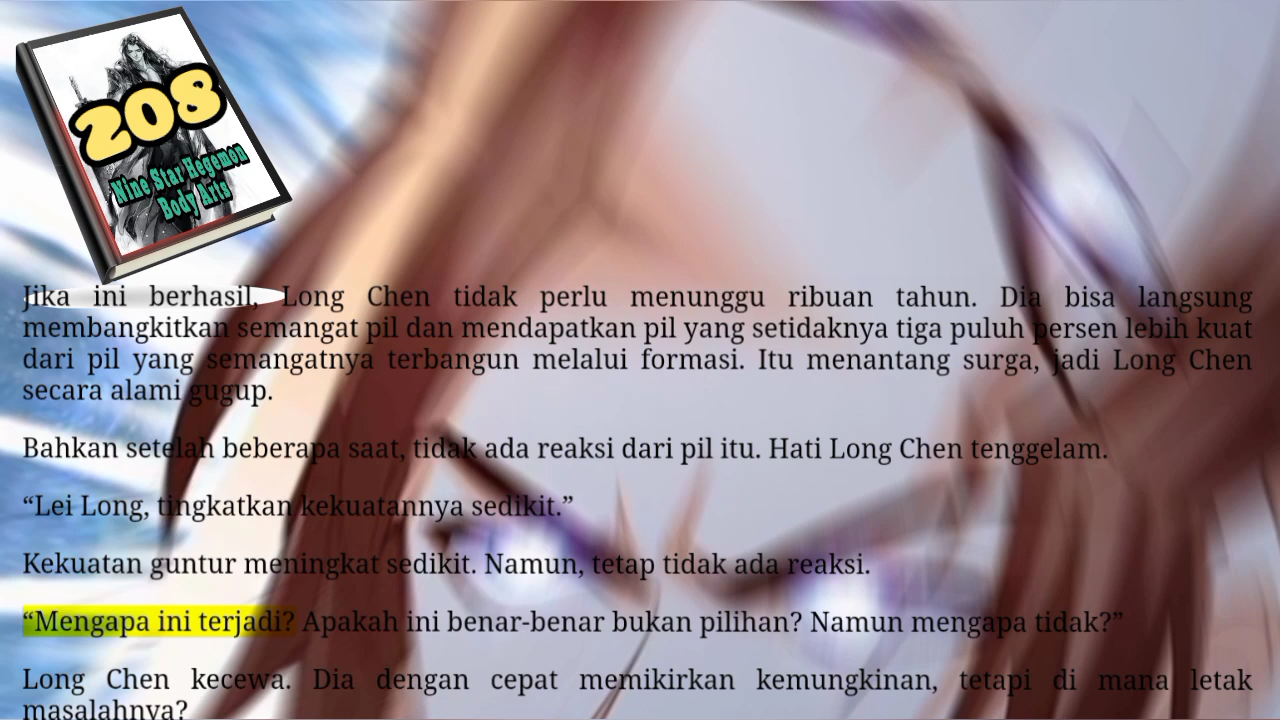 208
Nine Star Hegemon
Body Arts
Jika ini berhasil, Long Chen tidak perlu menunggu ribuan tahun. Dia bisa langsung
membangkitkan semangat pil dan mendapatkan pil yang setidaknya tiga puluh persen lebih kuat
dari pil yang semangatnya terbangun melalui formasi. Itu menantang surga, jadi Long Chen
secara alami gugup.
Bahkan setelah beberapa saat, tidak ada reaksi dari pil itu. Hati Long Chen tenggelam.
“Lei Long, tingkatkan kekuatannya sedikit.”
Kekuatan guntur meningkat sedikit. Namun, tetap tidak ada reaksi.
“Mengapa ini terjadi? Apakah ini benar-benar bukan pilihan? Namun mengapa tidak?”
Long Chen kecewa. Dia dengan cepat memikirkan kemungkinan, tetapi di mana letak
masalahnya?